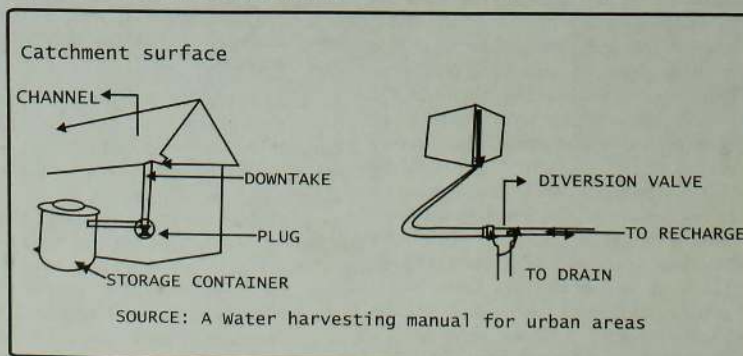 Catchment surface
CHANNEL
DOWNTAKE
DIVERSION VALVE
PLUG
TO RECHARGE
STORAGE CONTAINER
TO DRAIN
SOURCE: A Water harvesting manual for urban areas